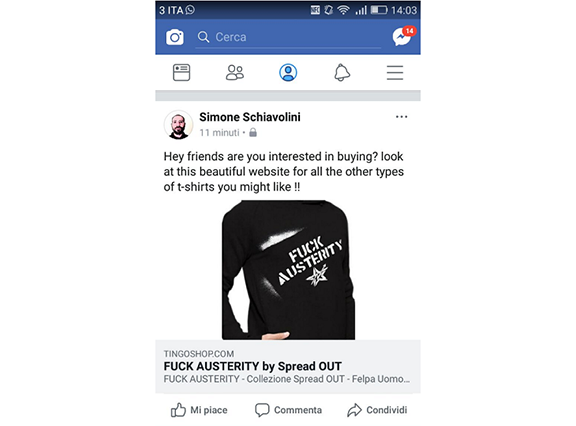 3 ITA 14:03
Cerca
14
Simone Schiavolini
11 minuti
Hey friends are you interested in buying? look
at this beautiful website for all the other types
of t-shirts you might like !!
FUCK
AUSTERITY
TINGOSHOP.COM
FUCK AUSTERITY by Spread OUT
FUCK AUSTERITY - Collezione Spread OUT - Felpa Uomo...
Mi piace Commenta Condividi